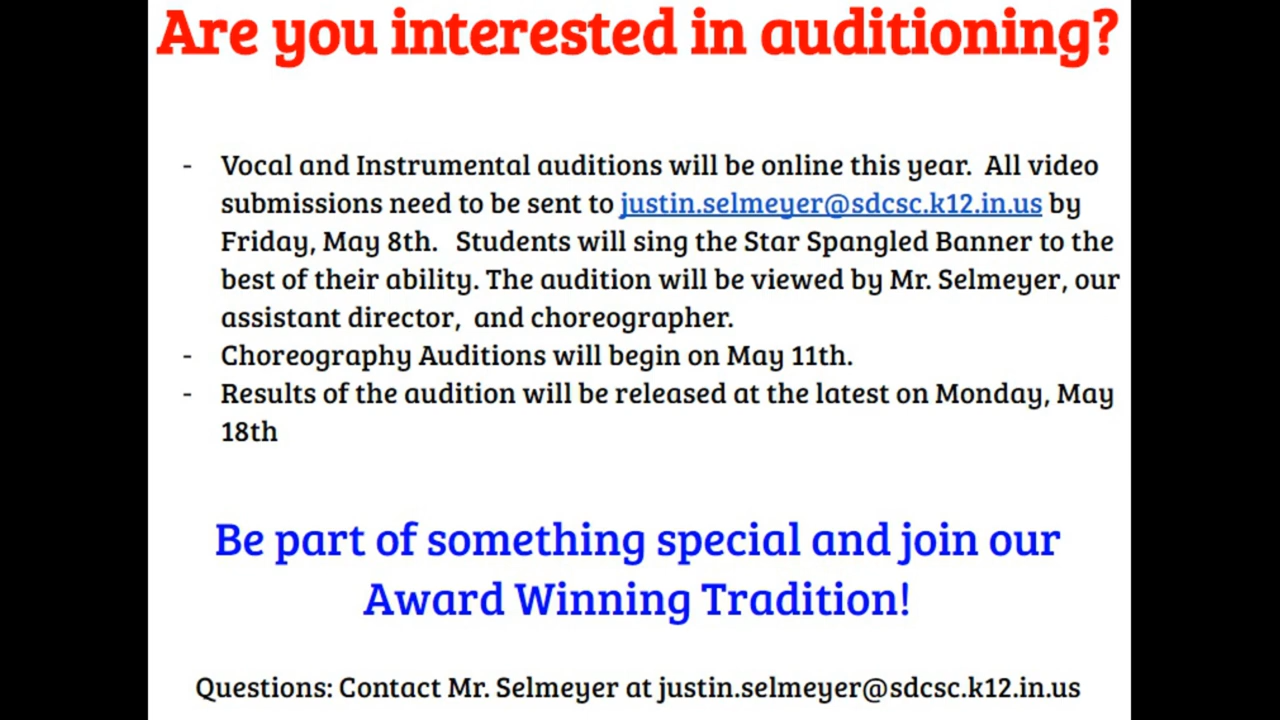 Are you interested in auditioning?
- Vocal and Instrumental auditions will be online this year.  All video
submissions need to be sent to justin.selmeyer@sdcsc.k12.in.us by
Friday, May 8th.   Students will sing the Star Spangled Banner to the
best of their ability. The audition will be viewed by Mr. Selmeyer, our
assistant director,  and choreographer.
- Choreography Auditions will begin on May 11th.
- Results of the audition will be released at the latest on Monday, May
18th
Be part of something special and join our
Award Winning Tradition!
Questions: Contact Mr. Selmeyer at justin.selmeyer@sdcsc.k12.in.us